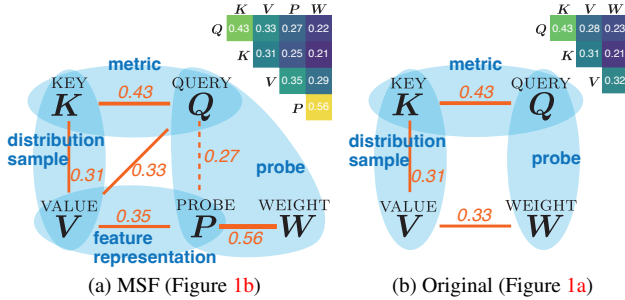 K V P W
Q 0.43 0.33 0.27 0.22
K 0.31 0.25 0.21
V 0.35 0.29
P 0.56
metric
KEY QUERY
K 0.43 Q
distribution
sample
0.31
0.33
0.27
probe
VALUE PROBE WEIGHT
V 0.35 P 0.56 W
feature
representation
(a) MSF (Figure 1b)
K V W
Q 0.43 0.28 0.23
K 0.31 0.21
V 0.32
metric
KEY QUERY
K 0.43 Q
distribution
sample
0.31
probe
VALUE WEIGHT
V 0.33 W
(b) Original (Figure 1a)